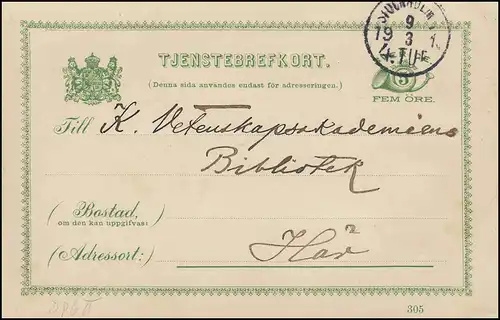 STOCKHOLM
9
19 3 1
TUR
TJENSTEBREFKORT.
(Denna sida användes endast för adresseringen.)
5
FEM ÖRE.
Till K. Vetenskapsakademiens
Bibliotek
(Bostad,
om den kan uppgifvas)
(Adressort:) Här
305